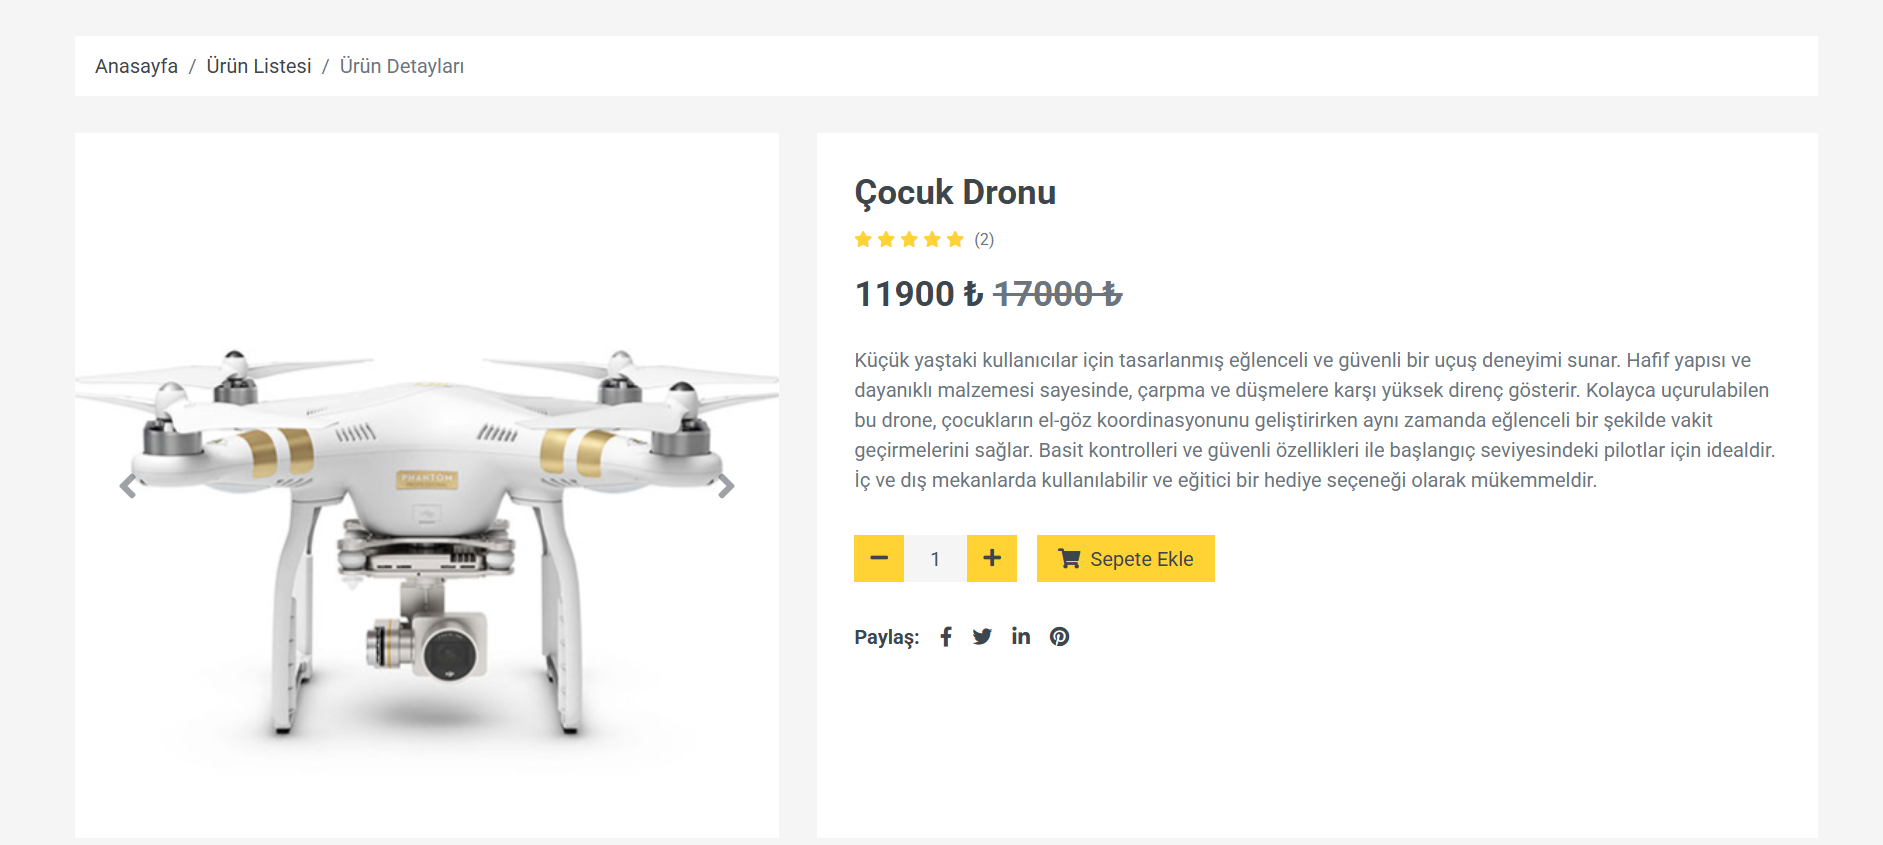 Anasayfa / Ürün Listesi / Ürün Detayları
Çocuk Dronu
(2)
11900 ₺ 17000 ₺
Küçük yaştaki kullanıcılar için tasarlanmış eğlenceli ve güvenli bir uçuş deneyimi sunar. Hafif yapısı ve
dayanıklı malzemesi sayesinde, çarpma ve düşmelere karşı yüksek direnç gösterir. Kolayca uçurulabilen
bu drone, çocukların el-göz koordinasyonunu geliştirirken aynı zamanda eğlenceli bir şekilde vakit
geçirmelerini sağlar. Basit kontrolleri ve güvenli özellikleri ile başlangıç seviyesindeki pilotlar için idealdir.
İç ve dış mekanlarda kullanılabilir ve eğitici bir hediye seçeneği olarak mükemmeldir.
1
Sepete Ekle
Paylaş:
PHANTOM